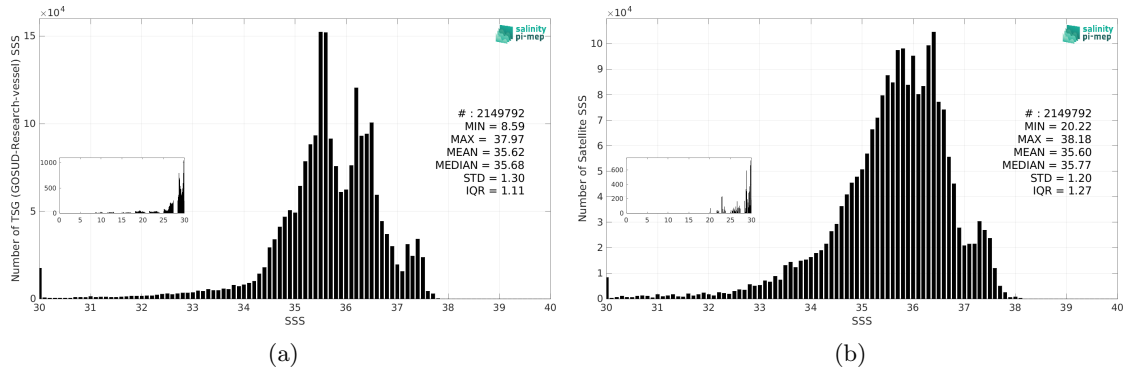 ×10⁴
salinity
pi-mep
Number of TSG (GOSUD-Research-vessel) SSS
15
10
5
0
# : 2149792
MIN = 8.59
MAX = 37.97
MEAN = 35.62
MEDIAN = 35.68
STD = 1.30
IQR = 1.11
1000
500
0
0 5 10 15 20 25 30
30 31 32 33 34 35 36 37 38 39 40
SSS
(a)
×10⁴
salinity
pi-mep
Number of Satellite SSS
10
9
8
7
6
5
4
3
2
1
0
# : 2149792
MIN = 20.22
MAX = 38.18
MEAN = 35.60
MEDIAN = 35.77
STD = 1.20
IQR = 1.27
600
400
200
0
0 5 10 15 20 25 30
30 31 32 33 34 35 36 37 38 39 40
SSS
(b)